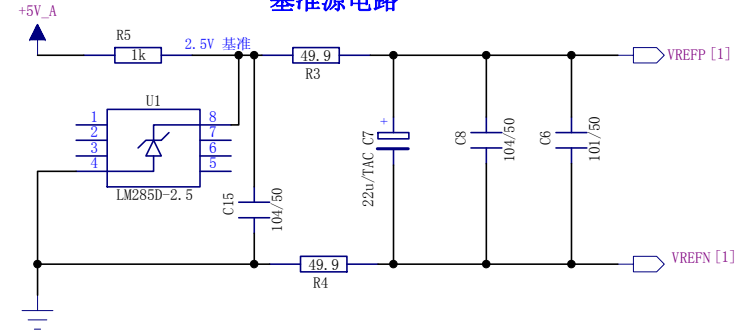 基准源电路
+5V_A
R5
1k
2.5V 基准
49.9
R3
VREFP [1]
U1
1
2
3
4
8
7
6
5
LM285D-2.5
C15
104/50
+
22u/TAC C7
C8
104/50
C6
101/50
49.9
R4
VREFN [1]